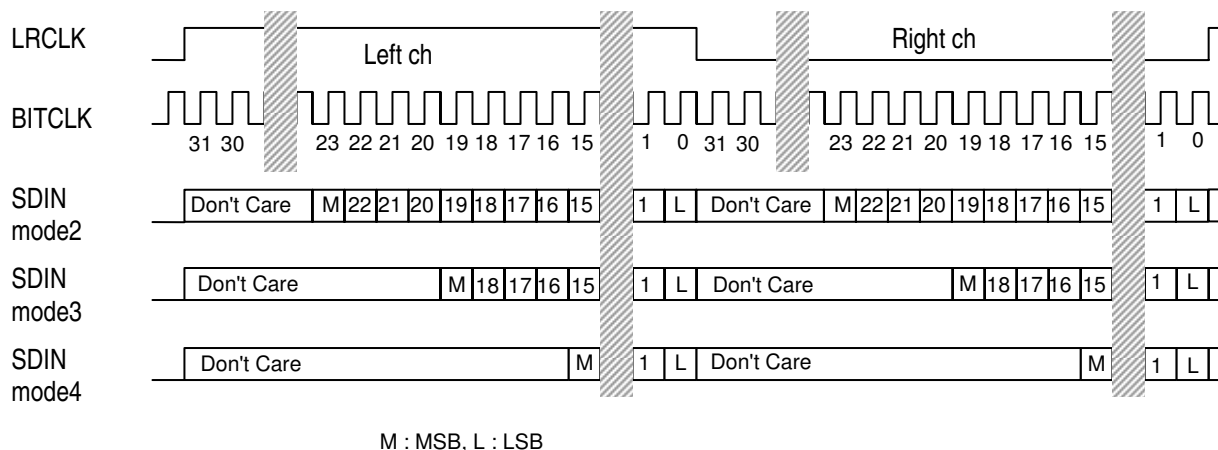 LRCLK
Left ch
Right ch
BITCLK
31 30 23 22 21 20 19 18 17 16 15 1 0 31 30 23 22 21 20 19 18 17 16 15 1 0
SDIN
mode2
Don't Care M 22 21 20 19 18 17 16 15 1 L Don't Care M 22 21 20 19 18 17 16 15 1 L
SDIN
mode3
Don't Care M 18 17 16 15 1 L Don't Care M 18 17 16 15 1 L
SDIN
mode4
Don't Care M 1 L Don't Care M 1 L
M : MSB, L : LSB